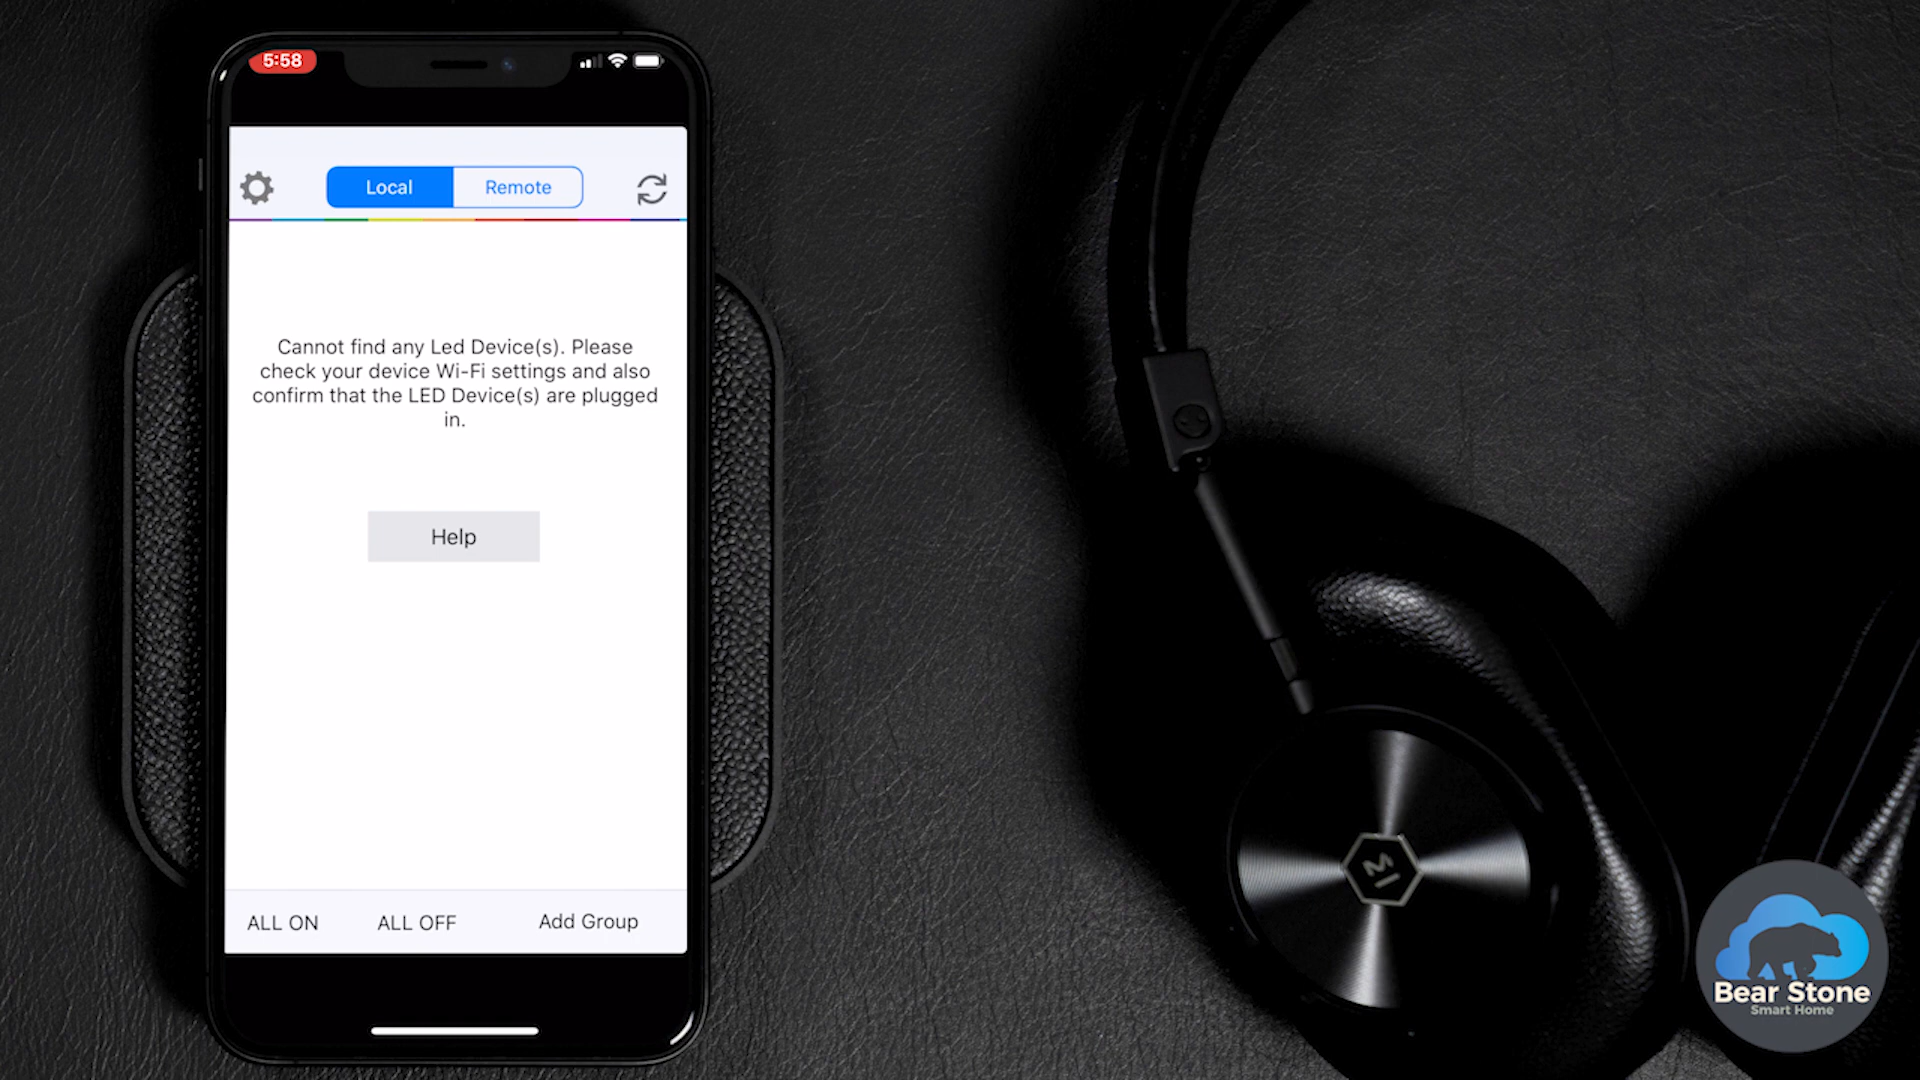 5:58
Local
Remote
Cannot find any Led Device(s). Please
check your device Wi-Fi settings and also
confirm that the LED Device(s) are plugged
in.
Help
ALL ON
ALL OFF
Add Group
Bear Stone
Smart Home